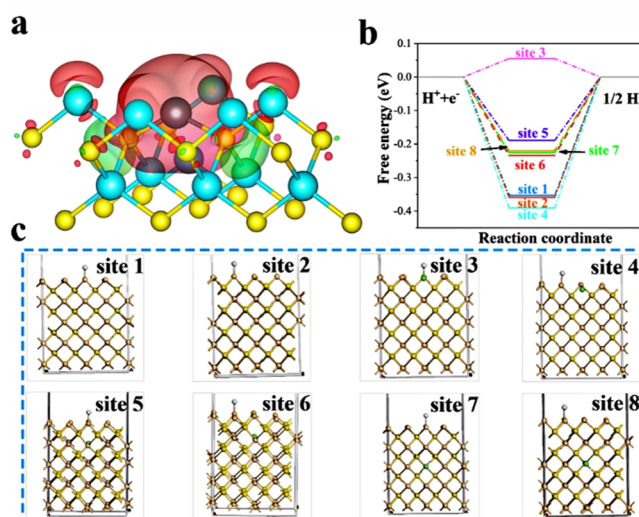 a
b
Free energy (eV)
0.1
0.0
-0.1
-0.2
-0.3
-0.4
H⁺+e⁻
1/2 H
site 3
site 5
site 8
site 7
site 6
site 1
site 2
site 4
Reaction coordinate
c
site 1
site 2
site 3
site 4
site 5
site 6
site 7
site 8